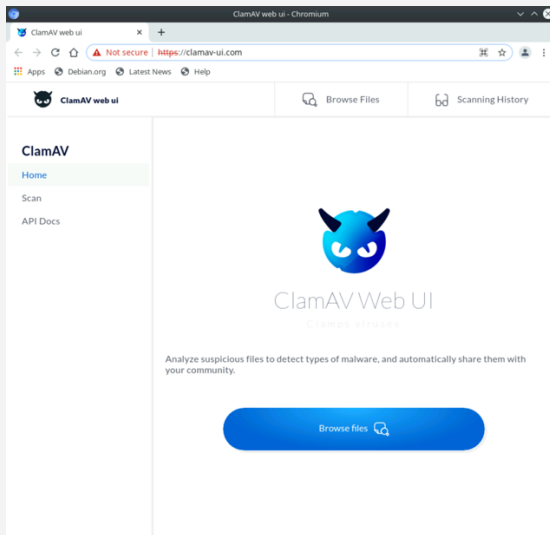 ClamAV web ui - Chromium
ClamAV web ui
Not secure | https://clamav-ui.com
Apps Debian.org Latest News Help
ClamAV web ui Browse Files Scanning History
ClamAV
Home
Scan
API Docs
ClamAV Web UI
Clamps viruses
Analyze suspicious files to detect types of malware, and automatically share them with
your community.
Browse files